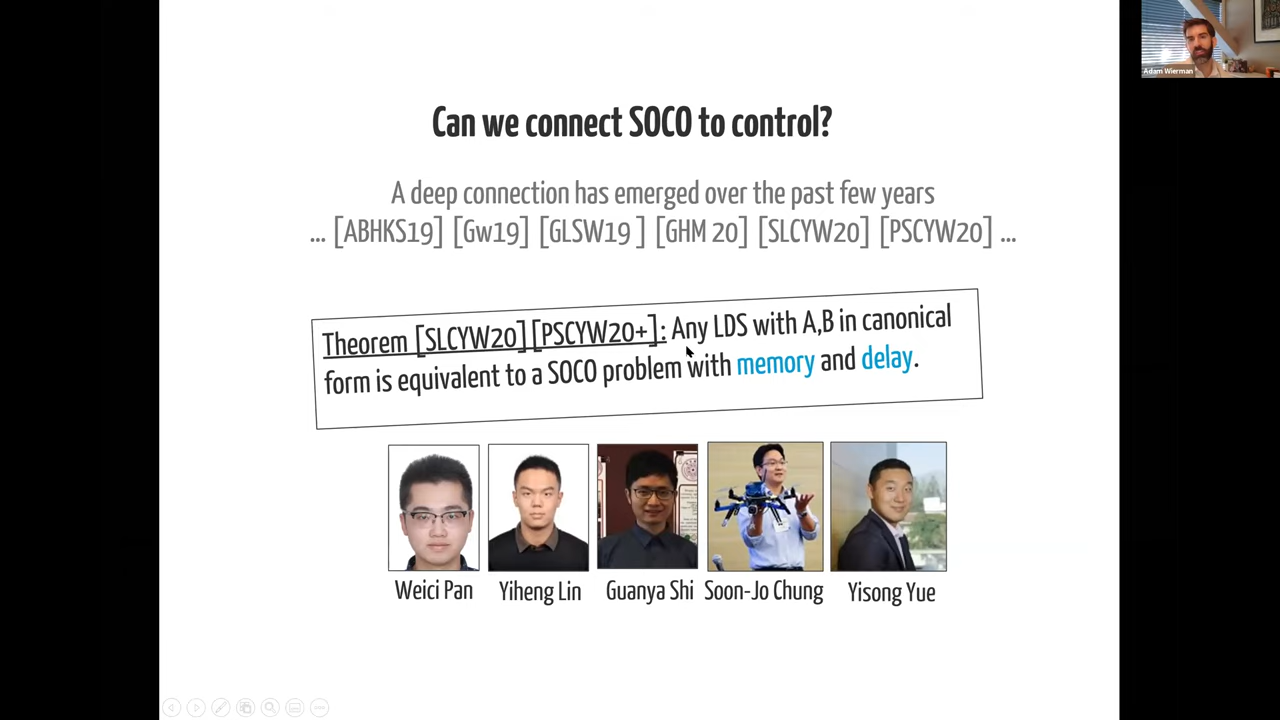 Adam Wierman
Can we connect SOCO to control?
A deep connection has emerged over the past few years
... [ABHKS19] [Gw19] [GLSW19 ] [GHM 20] [SLCYW20] [PSCYW20] ...
Theorem [SLCYW20][PSCYW20+]: Any LDS with A,B in canonical
form is equivalent to a SOCO problem with memory and delay.
Weici Pan Yiheng Lin Guanya Shi Soon-Jo Chung Yisong Yue